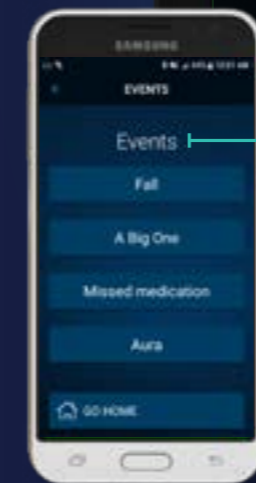 SAMSUNG
EVENTS
Events
Fall
A Big One
Missed medication
Aura
GO HOME